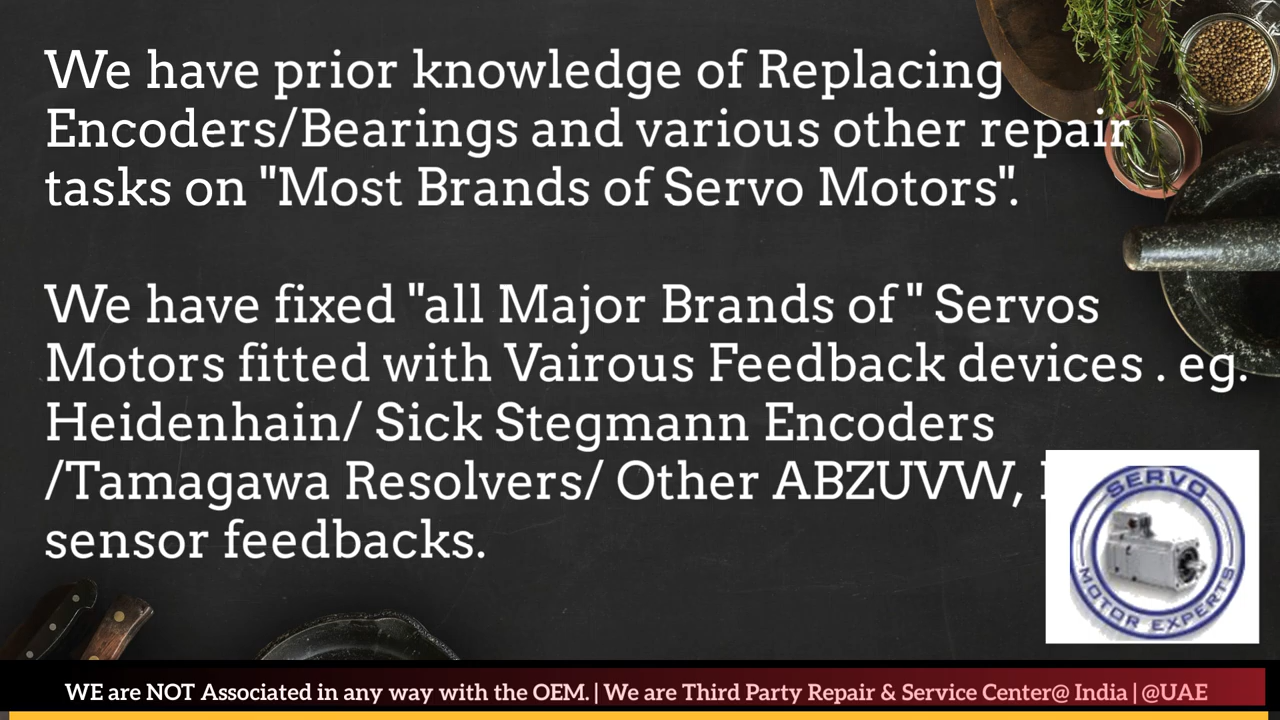 We have prior knowledge of Replacing
Encoders/Bearings and various other repair
tasks on "Most Brands of Servo Motors".
We have fixed "all Major Brands of " Servos
Motors fitted with Vairous Feedback devices . eg.
Heidenhain/ Sick Stegmann Encoders
/Tamagawa Resolvers/ Other ABZUVW,
sensor feedbacks.
SERVO
MOTOR EXPERTS
WE are NOT Associated in any way with the OEM. | We are Third Party Repair & Service Center@ India | @UAE